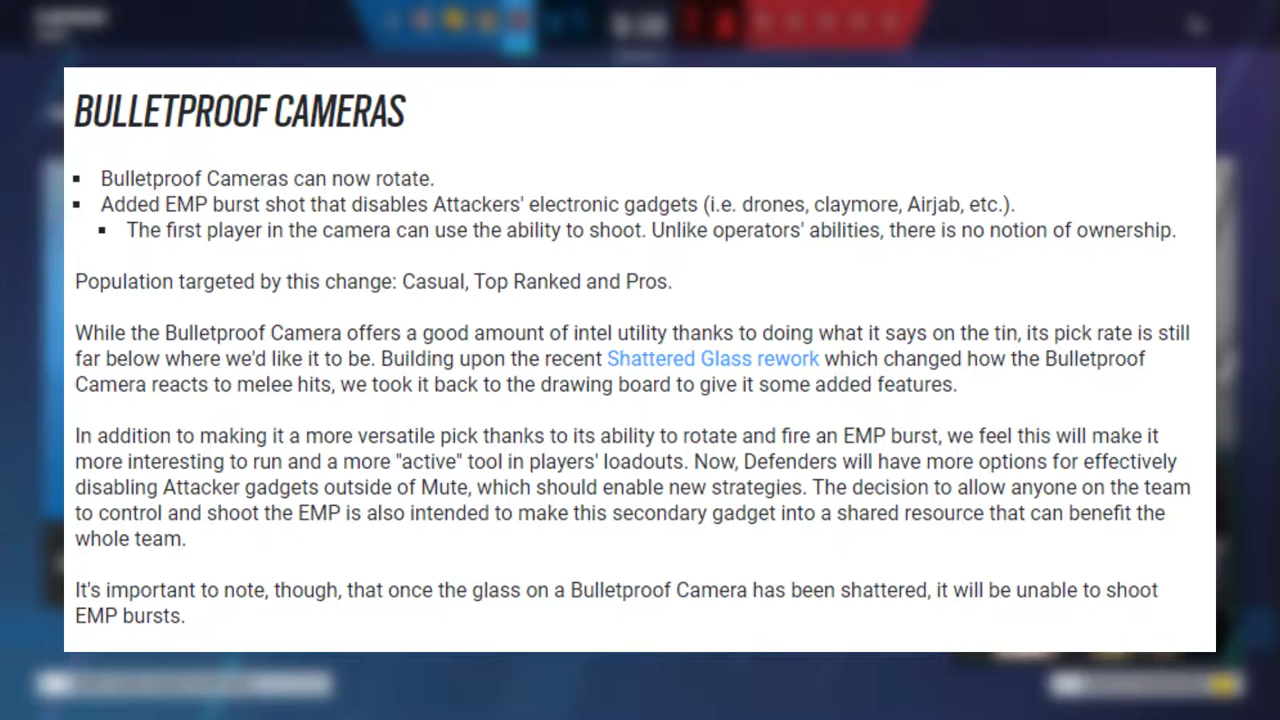 BULLETPROOF CAMERAS
▪ Bulletproof Cameras can now rotate.
▪ Added EMP burst shot that disables Attackers' electronic gadgets (i.e. drones, claymore, Airjab, etc.).
▪ The first player in the camera can use the ability to shoot. Unlike operators' abilities, there is no notion of ownership.
Population targeted by this change: Casual, Top Ranked and Pros.
While the Bulletproof Camera offers a good amount of intel utility thanks to doing what it says on the tin, its pick rate is still
far below where we'd like it to be. Building upon the recent Shattered Glass rework which changed how the Bulletproof
Camera reacts to melee hits, we took it back to the drawing board to give it some added features.
In addition to making it a more versatile pick thanks to its ability to rotate and fire an EMP burst, we feel this will make it
more interesting to run and a more "active" tool in players' loadouts. Now, Defenders will have more options for effectively
disabling Attacker gadgets outside of Mute, which should enable new strategies. The decision to allow anyone on the team
to control and shoot the EMP is also intended to make this secondary gadget into a shared resource that can benefit the
whole team.
It's important to note, though, that once the glass on a Bulletproof Camera has been shattered, it will be unable to shoot
EMP bursts.